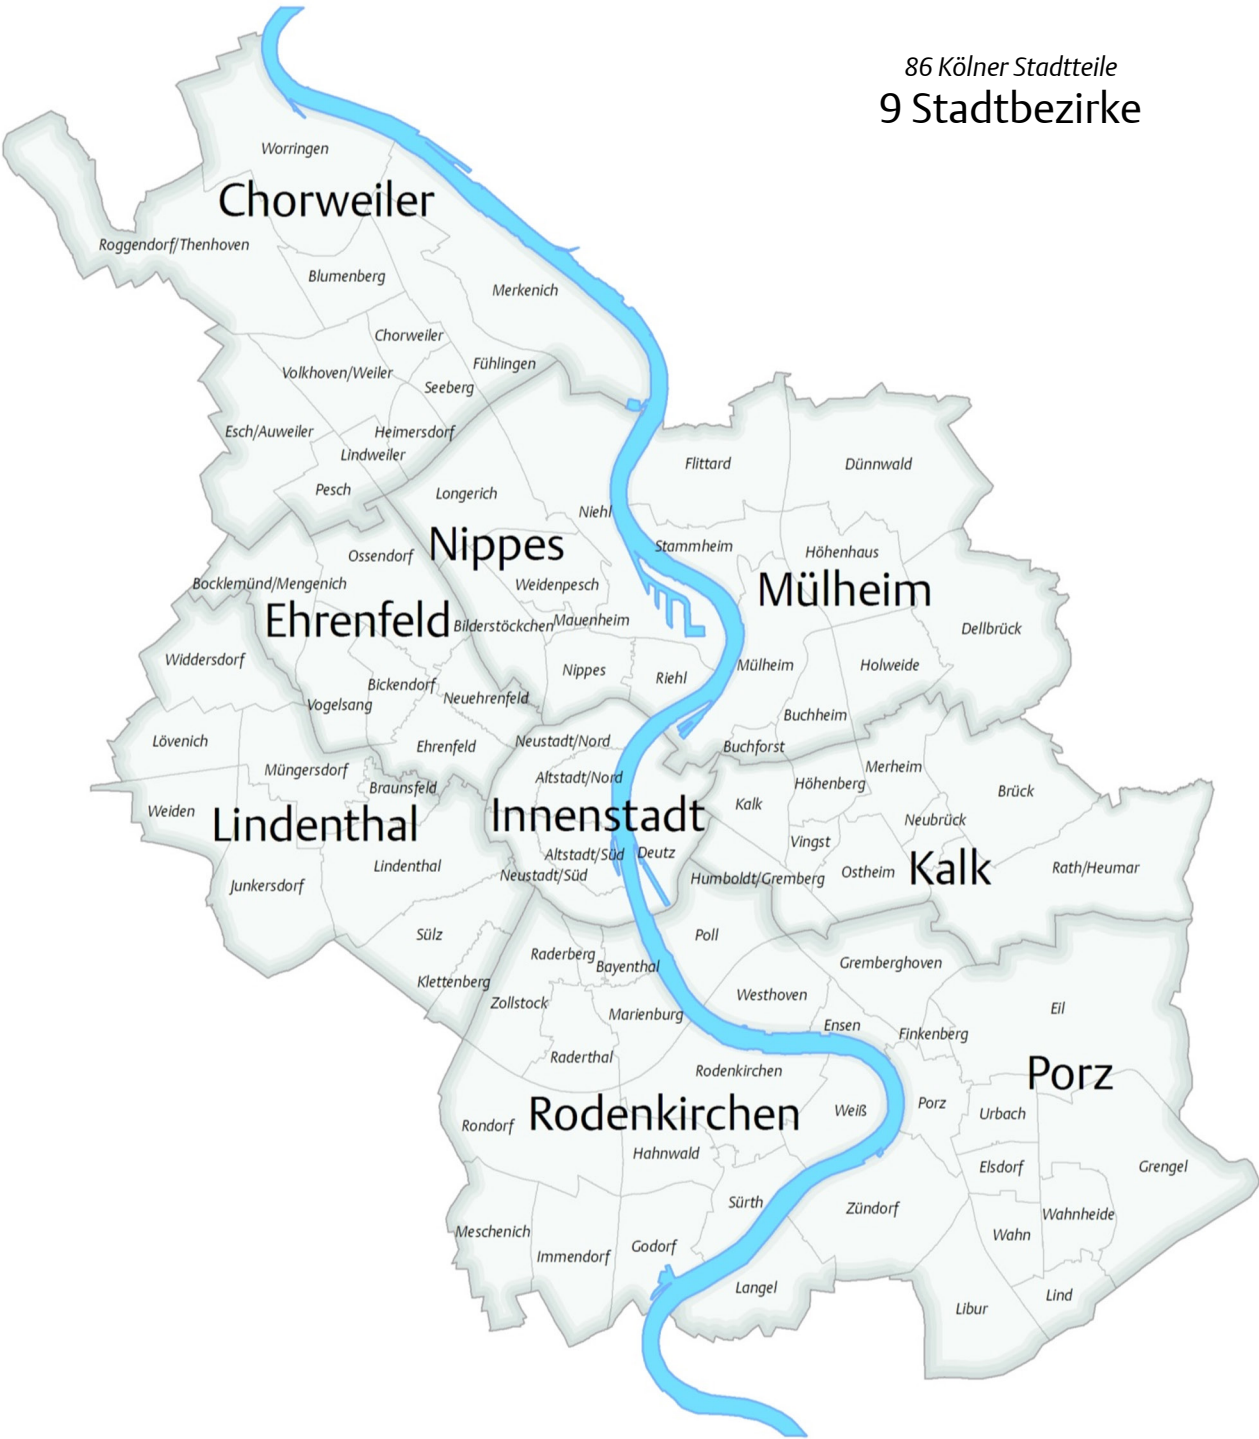 86 Kölner Stadtteile
9 Stadtbezirke
Worringen
Chorweiler
Roggendorf/Thenhoven
Blumenberg
Merkenich
Chorweiler
Fühlingen
Volkhoven/Weiler
Seeberg
Esch/Auweiler
Heimersdorf
Lindweiler
Pesch
Longerich
Niehl
Nippes
Weidenpesch
Bilderstöckchen
Mauenheim
Nippes
Riehl
Flittard
Dünnwald
Stammheim
Höhenhaus
Mülheim
Dellbrück
Mülheim
Holweide
Buchheim
Buchforst
Ossendorf
Bocklemünd/Mengenich
Ehrenfeld
Bickendorf
Vogelsang
Neuehrenfeld
Ehrenfeld
Widdersdorf
Lövenich
Müngersdorf
Braunsfeld
Weiden
Lindenthal
Lindenthal
Junkersdorf
Sülz
Klettenberg
Neustadt/Nord
Altstadt/Nord
Innenstadt
Altstadt/Süd
Deutz
Neustadt/Süd
Merheim
Höhenberg
Brück
Kalk
Neubrück
Vingst
Kalk
Ostheim
Rath/Heumar
Humboldt/Gremberg
Raderberg
Bayenthal
Zollstock
Marienburg
Raderthal
Rodenkirchen
Rodenkirchen
Weiß
Rondorf
Hahnwald
Sürth
Meschenich
Immendorf
Godorf
Poll
Gremberghoven
Westhoven
Eil
Ensen
Finkenberg
Porz
Porz
Urbach
Elsdorf
Grengel
Zündorf
Wahnheide
Wahn
Langel
Lind
Libur